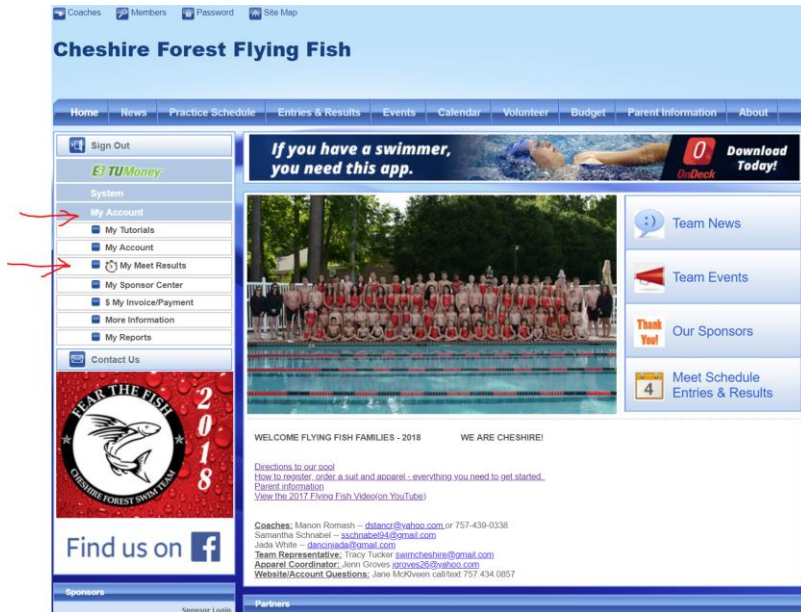 Coaches Members Password Site Map
Cheshire Forest Flying Fish
Home News Practice Schedule Entries & Results Events Calendar Volunteer Budget Parent Information About
Sign Out
TUMoney
System
My Account
My Tutorials
My Account
My Meet Results
My Sponsor Center
$ My Invoice/Payment
More Information
My Reports
Contact Us
FEAR THE FISH
CHESHIRE FOREST SWIM TEAM
2018
Find us on f
Sponsors
Sponsor Login
If you have a swimmer,
you need this app.
OnDeck
Download
Today!
:)
Team News
Team Events
Thank
You!
Our Sponsors
4
Meet Schedule
Entries & Results
WELCOME FLYING FISH FAMILIES - 2018 WE ARE CHESHIRE!
Directions to our pool
How to register, order a suit and apparel - everything you need to get started.
Parent information
View the 2017 Flying Fish Video(on YouTube)
Coaches: Manon Romash -- dstancr@yahoo.com or 757-439-0338
Samantha Schnabel -- sschnabel94@gmail.com
Jada White -- dancinjada@gmail.com
Team Representative: Tracy Tucker swimcheshire@gmail.com
Apparel Coordinator: Jenn Groves jgroves26@yahoo.com
Website/Account Questions: Jane McKlveen call/text 757.434.0857
Partners